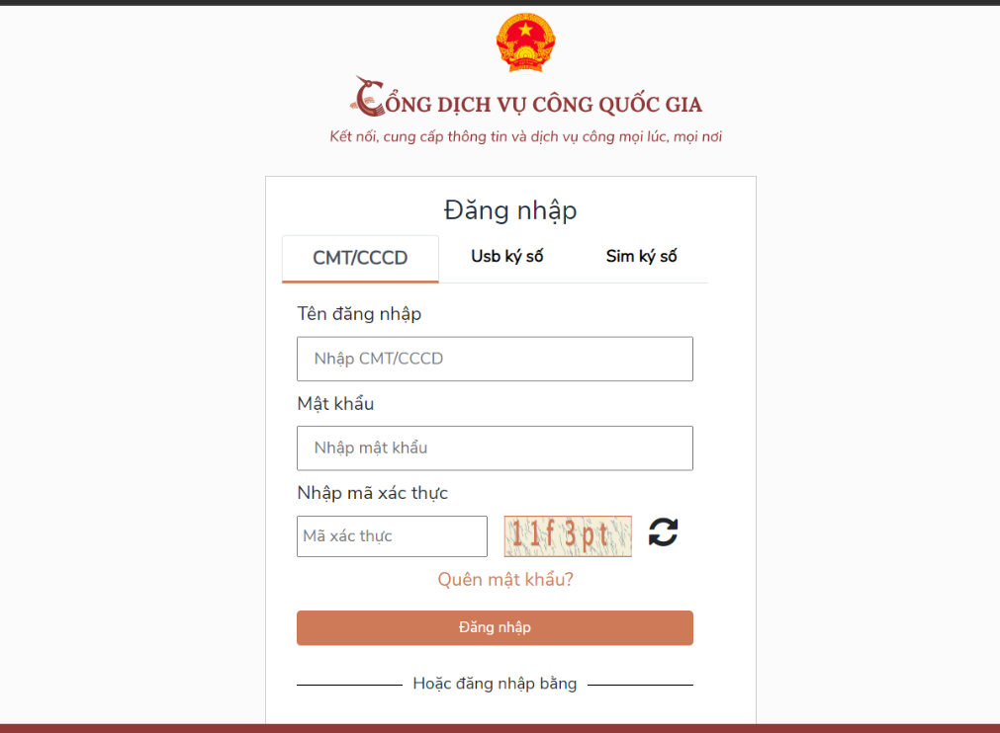 CỔNG DỊCH VỤ CÔNG QUỐC GIA
Kết nối, cung cấp thông tin và dịch vụ công mọi lúc, mọi nơi
Đăng nhập
CMT/CCCD Usb ký số Sim ký số
Tên đăng nhập
Nhập CMT/CCCD
Mật khẩu
Nhập mật khẩu
Nhập mã xác thực
Mã xác thực 11f3pt
Quên mật khẩu?
Đăng nhập
Hoặc đăng nhập bằng